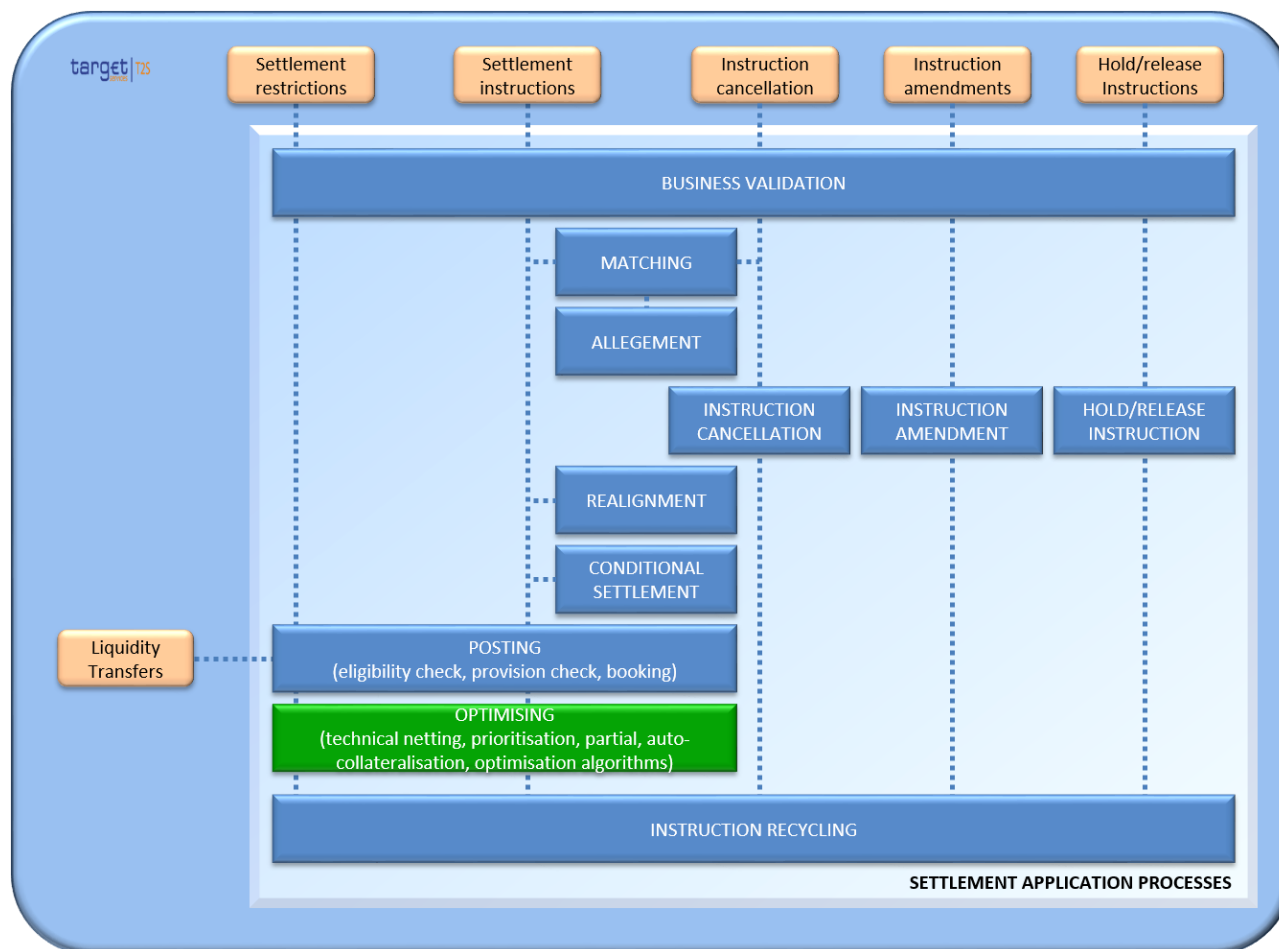 target T2S
services
Settlement
restrictions
Settlement
instructions
Instruction
cancellation
Instruction
amendments
Hold/release
Instructions
BUSINESS VALIDATION
MATCHING
ALLEGEMENT
INSTRUCTION
CANCELLATION
INSTRUCTION
AMENDMENT
HOLD/RELEASE
INSTRUCTION
REALIGNMENT
CONDITIONAL
SETTLEMENT
Liquidity
Transfers
POSTING
(eligibility check, provision check, booking)
OPTIMISING
(technical netting, prioritisation, partial, auto-
collateralisation, optimisation algorithms)
INSTRUCTION RECYCLING
SETTLEMENT APPLICATION PROCESSES